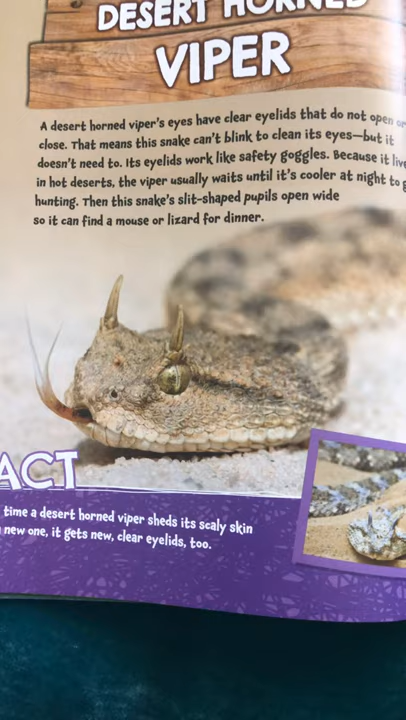 DESERT HORNED
VIPER
A desert horned viper's eyes have clear eyelids that do not open or
close. That means this snake can't blink to clean its eyes—but it
doesn't need to. Its eyelids work like safety goggles. Because it
in hot deserts, the viper usually waits until it's cooler at night to
hunting. Then this snake's slit-shaped pupils open wide
so it can find a mouse or lizard for dinner.
ACT
time a desert horned viper sheds its scaly skin
new one, it gets new, clear eyelids, too.